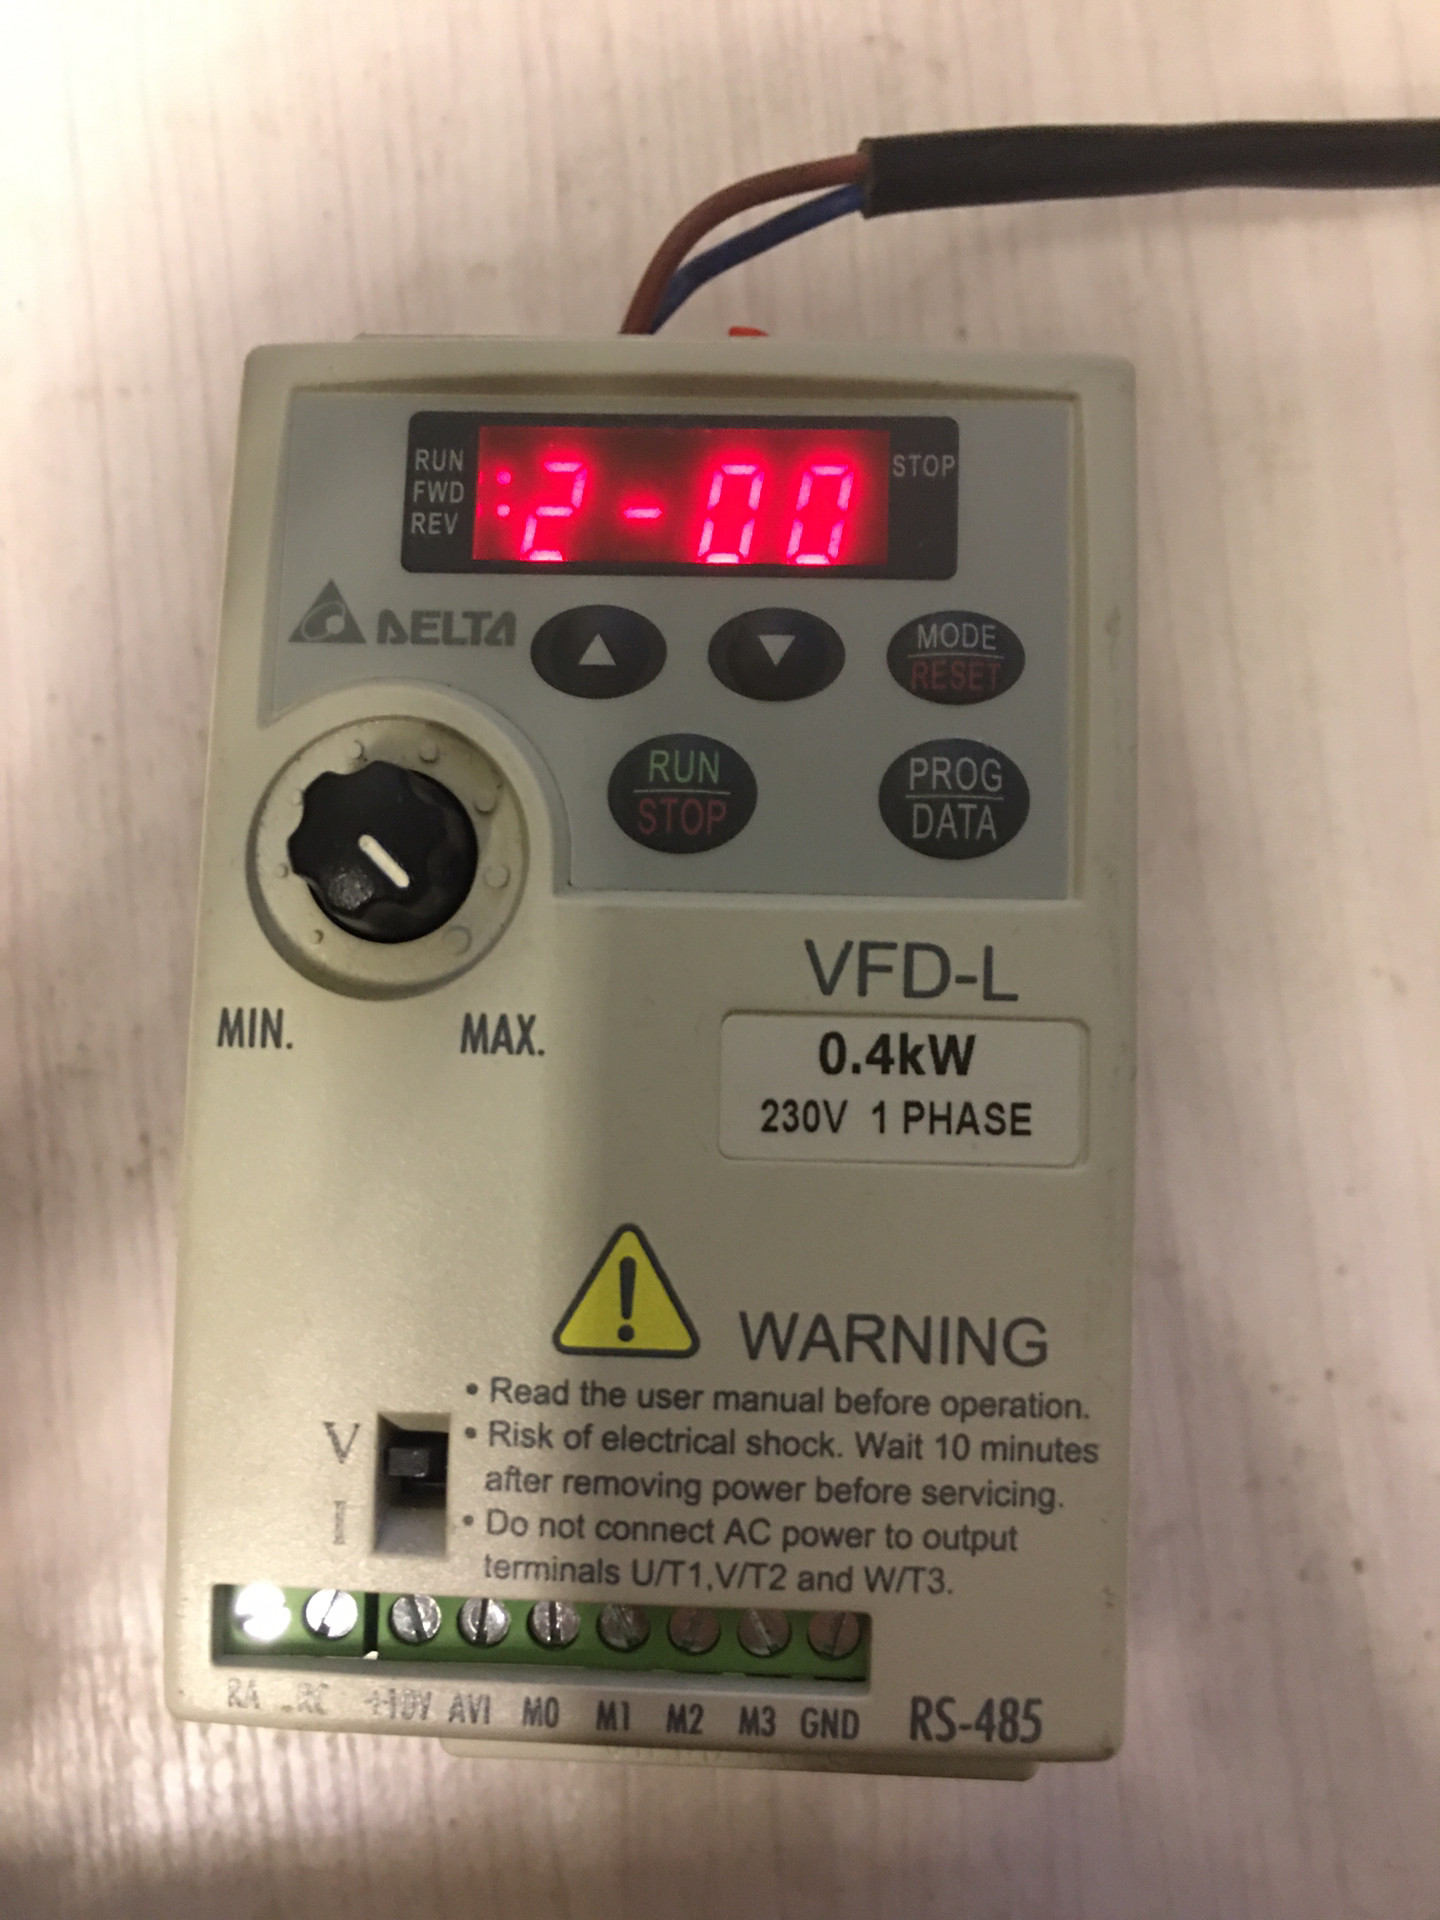 RUN
FWD
REV
2-00
STOP
DELTA
MODE
RESET
RUN
STOP
PROG
DATA
MIN.
MAX.
VFD-L
0.4kW
230V 1 PHASE
WARNING
• Read the user manual before operation.
• Risk of electrical shock. Wait 10 minutes
after removing power before servicing.
• Do not connect AC power to output
terminals U/T1,V/T2 and W/T3.
V
I
RA RC +10V AVI M0 M1 M2 M3 GND RS-485